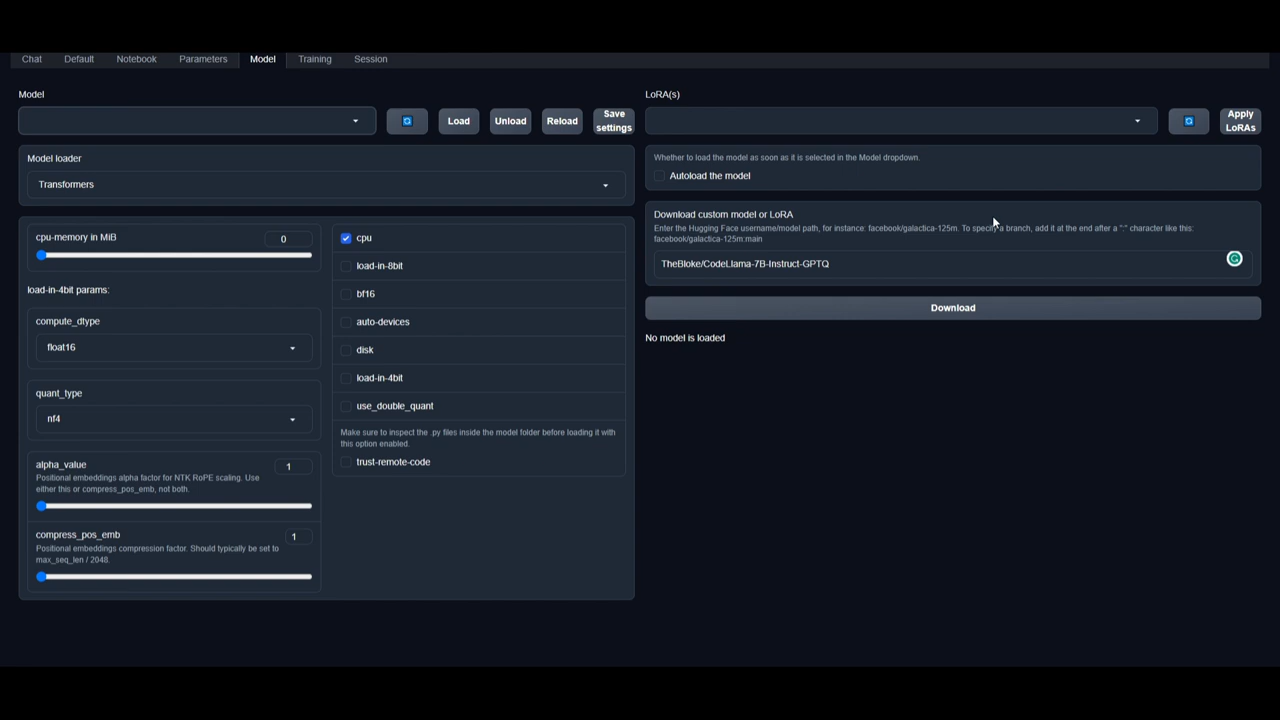 Chat Default Notebook Parameters Model Training Session
Model
Load Unload Reload Save settings
Model loader
Transformers
cpu-memory in MiB 0
load-in-4bit params:
compute_dtype
float16
quant_type
nf4
alpha_value 1
Positional embeddings alpha factor for NTK RoPE scaling. Use
either this or compress_pos_emb, not both.
compress_pos_emb 1
Positional embeddings compression factor. Should typically be set to
max_seq_len / 2048.
cpu
load-in-8bit
bf16
auto-devices
disk
load-in-4bit
use_double_quant
Make sure to inspect the .py files inside the model folder before loading it with
this option enabled.
trust-remote-code
LoRA(s)
Apply
LoRAs
Whether to load the model as soon as it is selected in the Model dropdown.
Autoload the model
Download custom model or LoRA
Enter the Hugging Face username/model path, for instance: facebook/galactica-125m. To specify a branch, add it at the end after a ":" character like this:
facebook/galactica-125m:main
TheBloke/CodeLlama-7B-Instruct-GPTQ
Download
No model is loaded